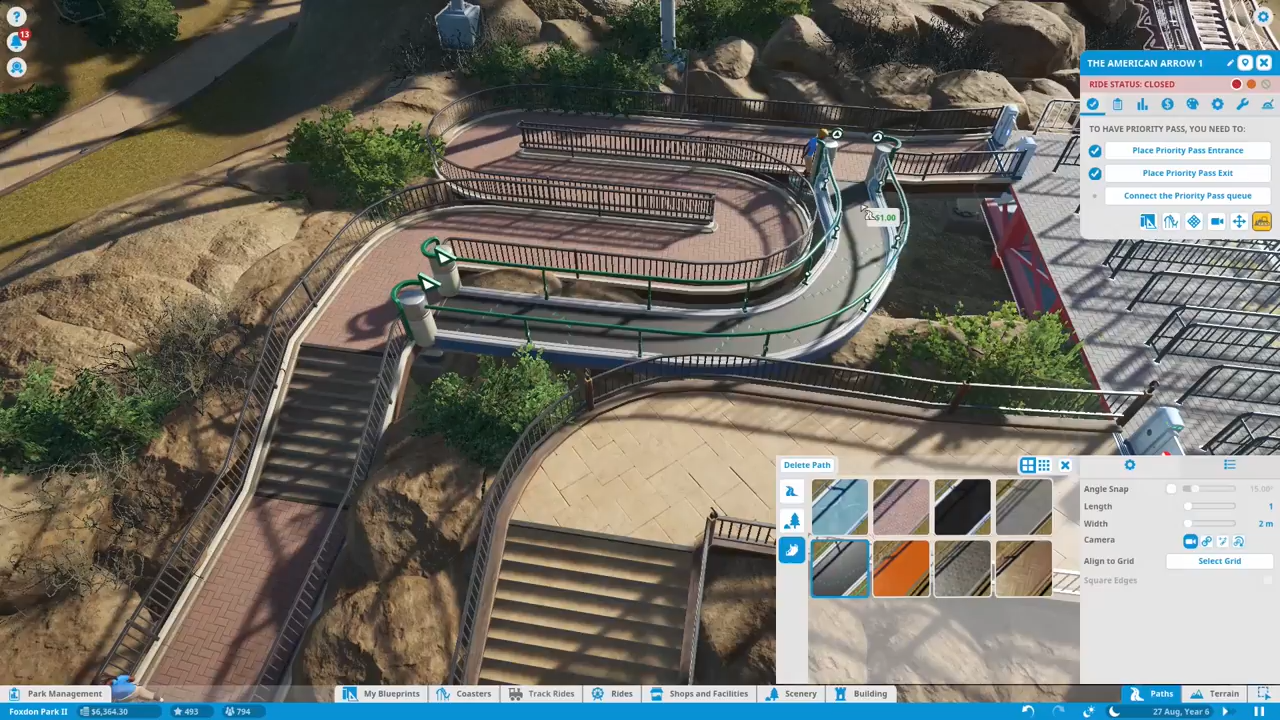 ?
13
THE AMERICAN ARROW 1
RIDE STATUS: CLOSED
TO HAVE PRIORITY PASS, YOU NEED TO:
Place Priority Pass Entrance
Place Priority Pass Exit
Connect the Priority Pass queue
$1.00
Delete Path
Angle Snap
15.00°
Length
1
Width
2 m
Camera
Align to Grid
Select Grid
Square Edges
Park Management
My Blueprints
Coasters
Track Rides
Rides
Shops and Facilities
Scenery
Building
Paths
Terrain
Foxdon Park II
$6,364.30
493
794
27 Aug, Year 6